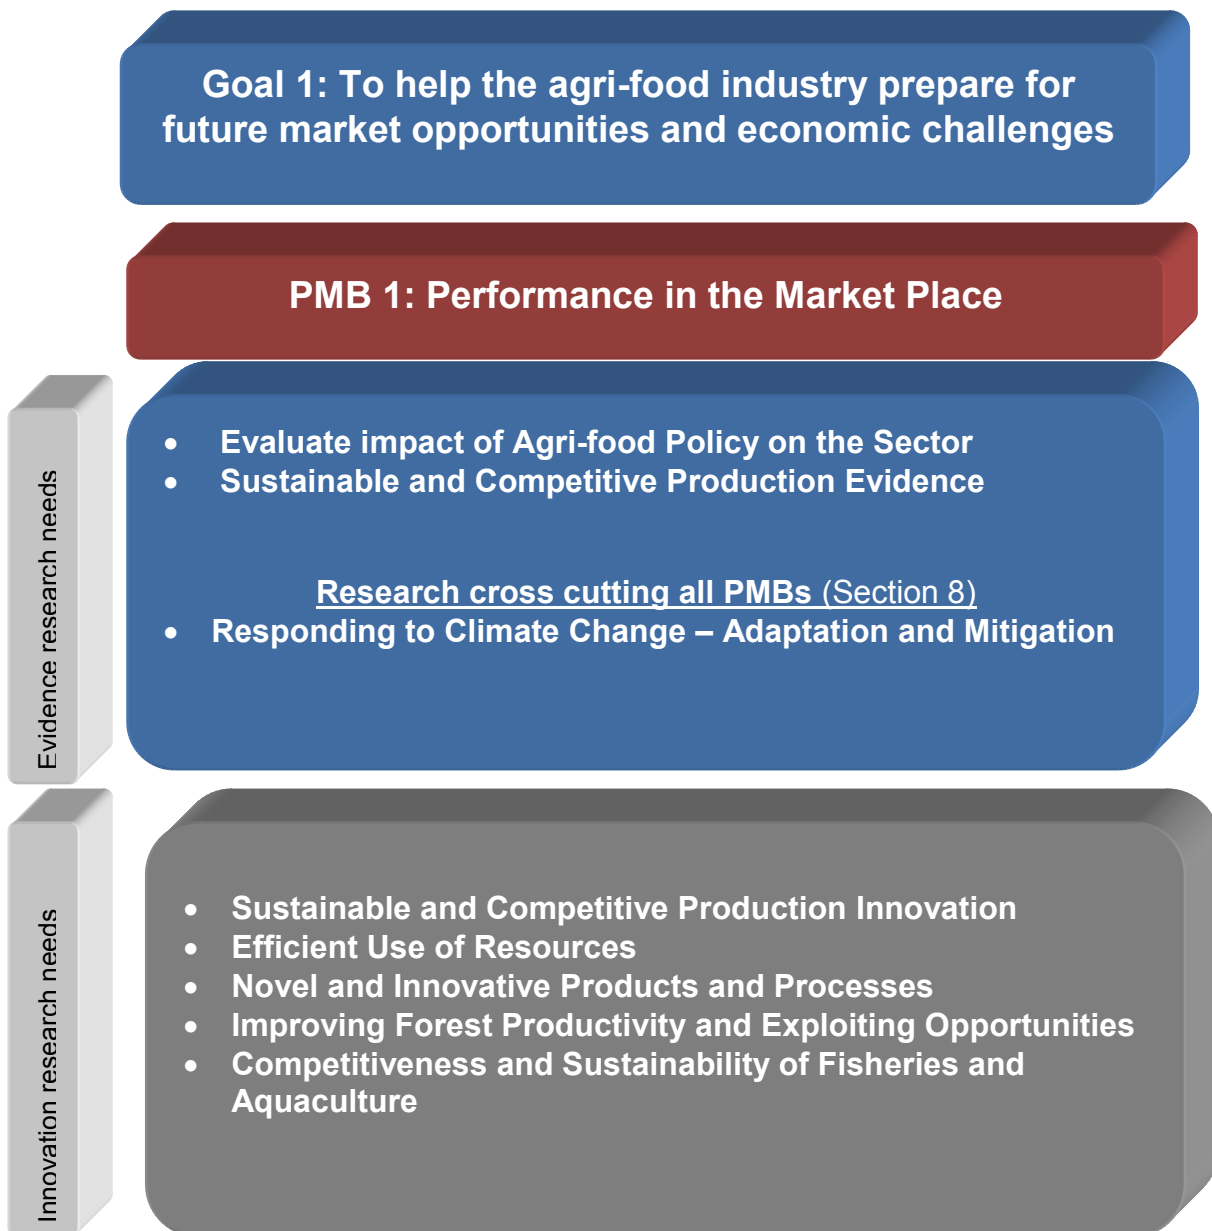 Goal 1: To help the agri-food industry prepare for
future market opportunities and economic challenges
PMB 1: Performance in the Market Place
Evidence research needs
• Evaluate impact of Agri-food Policy on the Sector
• Sustainable and Competitive Production Evidence
Research cross cutting all PMBs (Section 8)
• Responding to Climate Change – Adaptation and Mitigation
Innovation research needs
• Sustainable and Competitive Production Innovation
• Efficient Use of Resources
• Novel and Innovative Products and Processes
• Improving Forest Productivity and Exploiting Opportunities
• Competitiveness and Sustainability of Fisheries and
Aquaculture